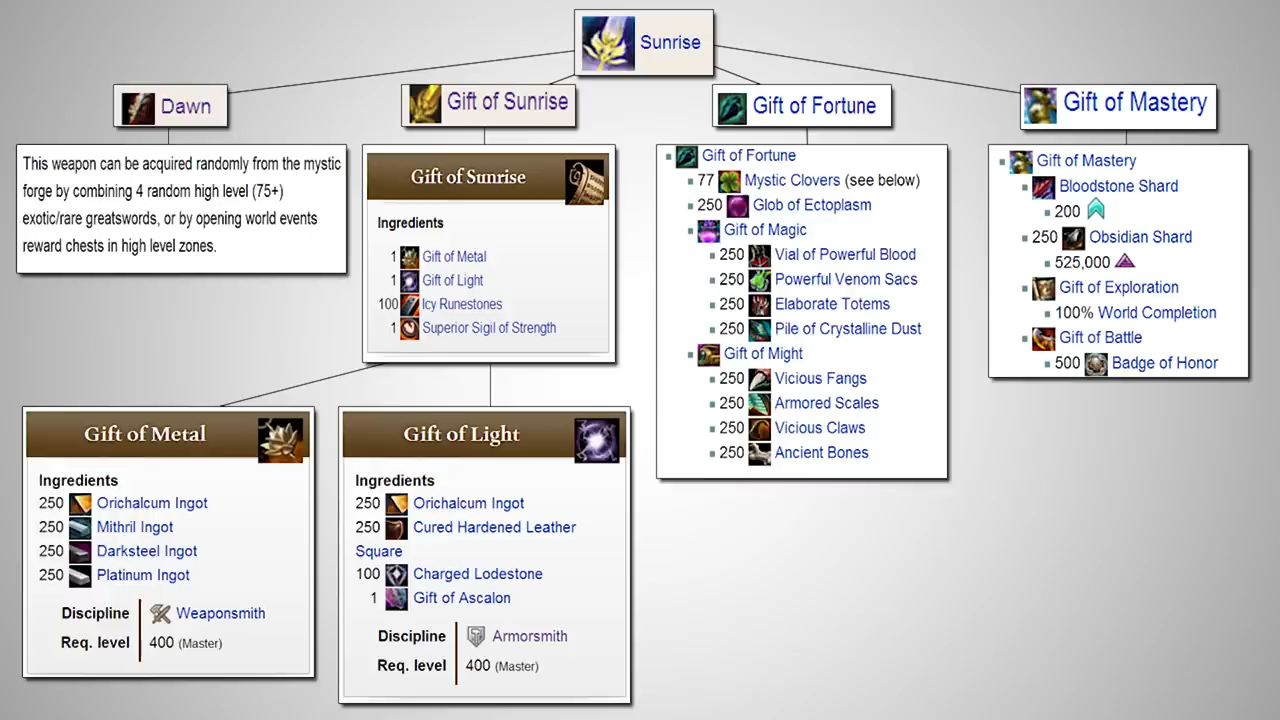 Sunrise
Dawn
This weapon can be acquired randomly from the mystic
forge by combining 4 random high level (75+)
exotic/rare greatswords, or by opening world events
reward chests in high level zones.
Gift of Sunrise
Gift of Sunrise
Ingredients
1 Gift of Metal
1 Gift of Light
100 Icy Runestones
1 Superior Sigil of Strength
Gift of Metal
Ingredients
250 Orichalcum Ingot
250 Mithril Ingot
250 Darksteel Ingot
250 Platinum Ingot
Discipline Weaponsmith
Req. level 400 (Master)
Gift of Light
Ingredients
250 Orichalcum Ingot
250 Cured Hardened Leather
Square
100 Charged Lodestone
1 Gift of Ascalon
Discipline Armorsmith
Req. level 400 (Master)
Gift of Fortune
Gift of Fortune
77 Mystic Clovers (see below)
250 Glob of Ectoplasm
Gift of Magic
250 Vial of Powerful Blood
250 Powerful Venom Sacs
250 Elaborate Totems
250 Pile of Crystalline Dust
Gift of Might
250 Vicious Fangs
250 Armored Scales
250 Vicious Claws
250 Ancient Bones
Gift of Mastery
Gift of Mastery
Bloodstone Shard
200
250 Obsidian Shard
525,000
Gift of Exploration
100% World Completion
Gift of Battle
500 Badge of Honor